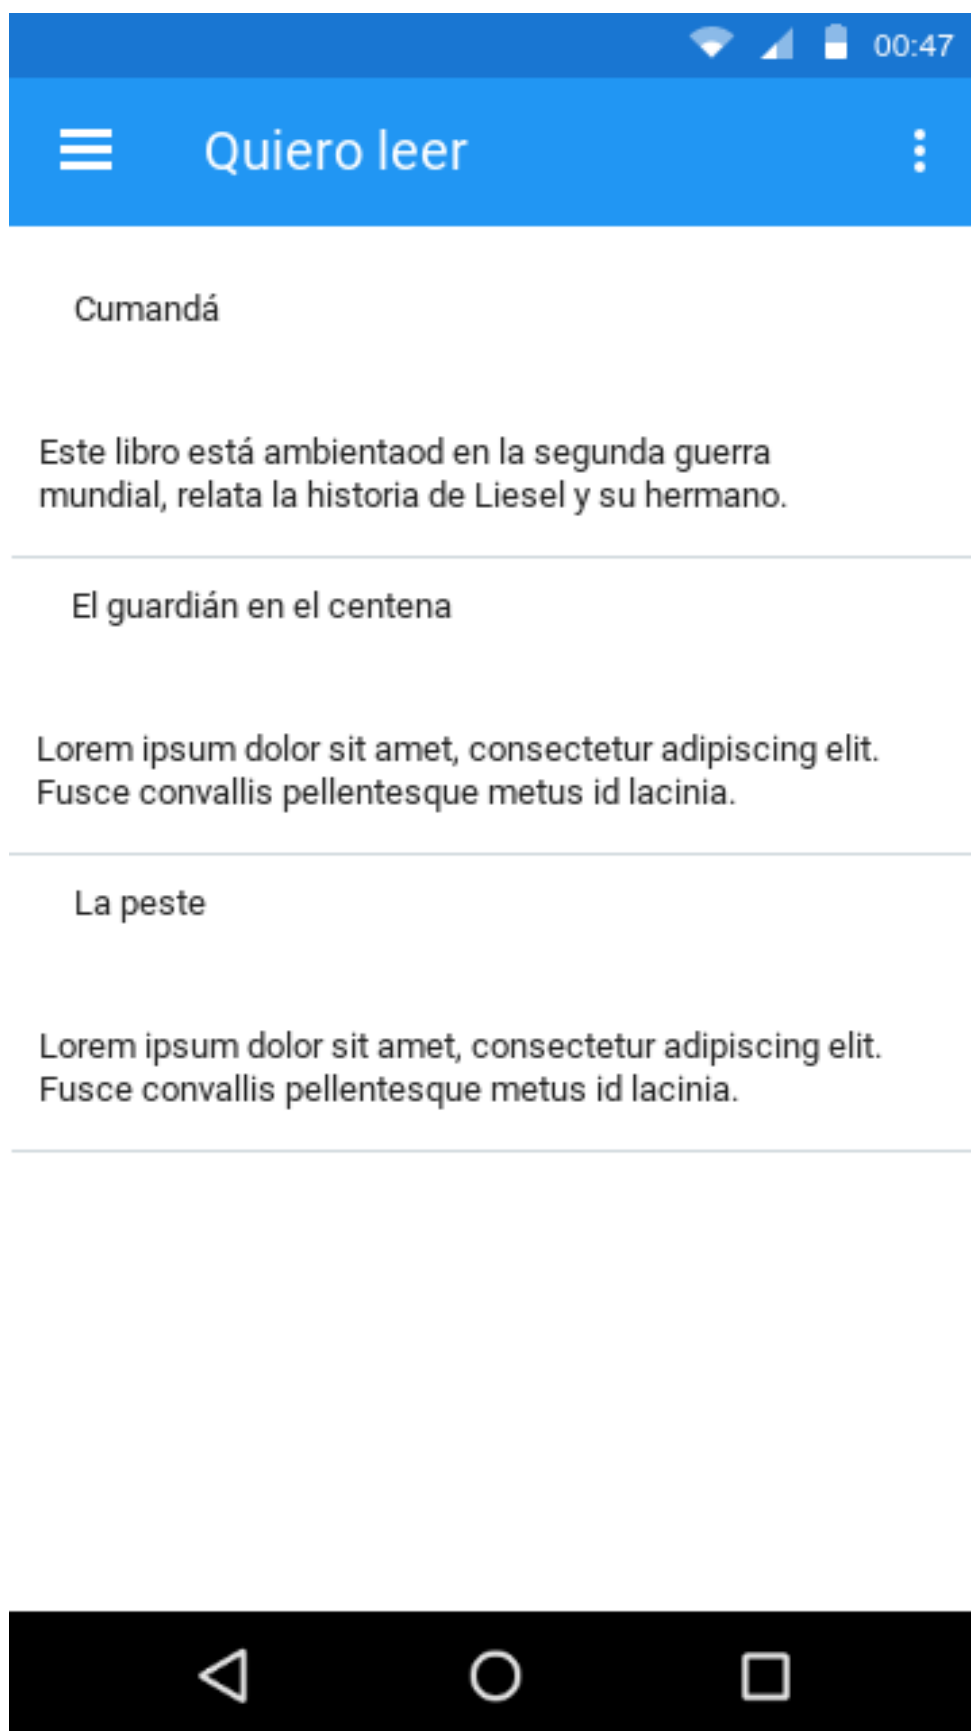 00:47
Quiero leer
Cumandá
Este libro está ambientaod en la segunda guerra
mundial, relata la historia de Liesel y su hermano.
El guardián en el centena
Lorem ipsum dolor sit amet, consectetur adipiscing elit.
Fusce convallis pellentesque metus id lacinia.
La peste
Lorem ipsum dolor sit amet, consectetur adipiscing elit.
Fusce convallis pellentesque metus id lacinia.